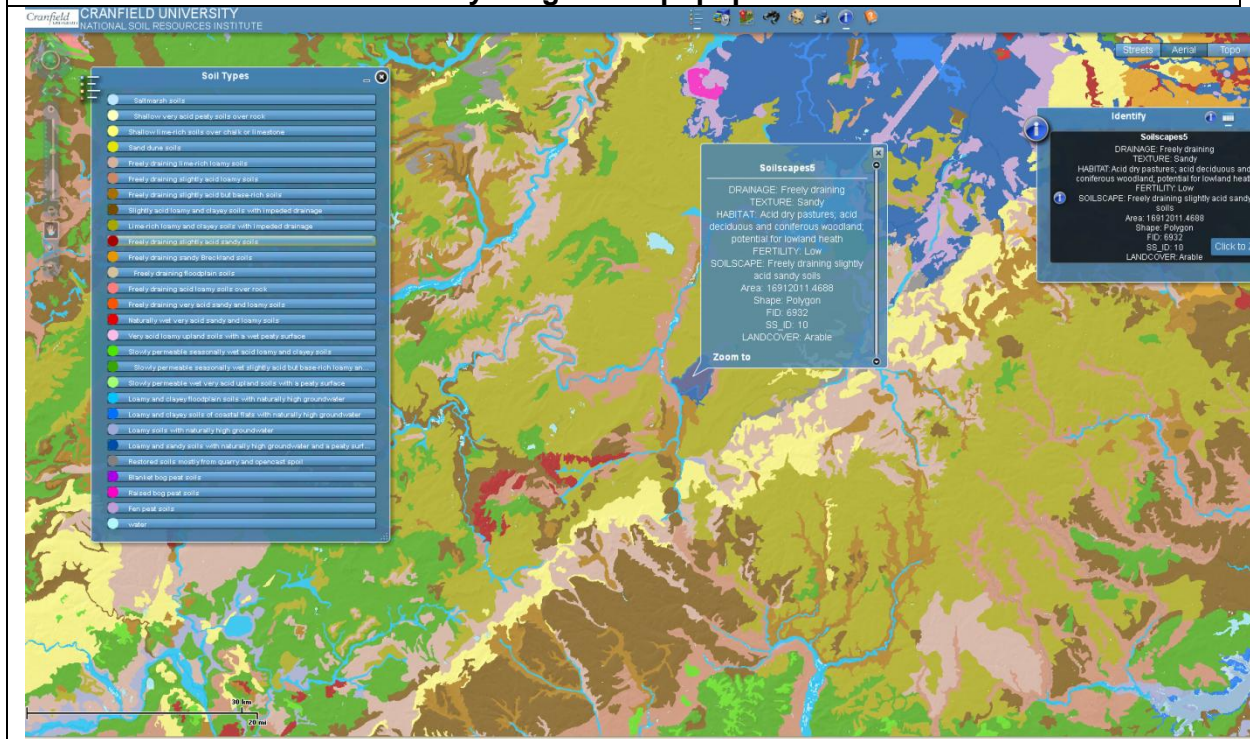 Cranfield
UNIVERSITY
CRANFIELD UNIVERSITY
NATIONAL SOIL RESOURCES INSTITUTE
Streets Aerial Topo
Soil Types
Saltmarsh soils
Shallow very acid peaty soils over rock
Shallow lime-rich soils over chalk or limestone
Sand dune soils
Freely draining lime-rich loamy soils
Freely draining slightly acid loamy soils
Freely draining slightly acid but base-rich soils
Slightly acid loamy and clayey soils with impeded drainage
Lime-rich loamy and clayey soils with impeded drainage
Freely draining slightly acid sandy soils
Freely draining sandy Breckland soils
Freely draining floodplain soils
Freely draining acid loamy soils over rock
Freely draining very acid sandy and loamy soils
Naturally wet very acid sandy and loamy soils
Very acid loamy upland soils with a wet peaty surface
Slowly permeable seasonally wet acid loamy and clayey soils
Slowly permeable seasonally wet slightly acid but base-rich loamy an...
Slowly permeable wet very acid upland soils with a peaty surface
Loamy and clayey floodplain soils with naturally high groundwater
Loamy and clayey soils of coastal flats with naturally high groundwater
Loamy soils with naturally high groundwater
Loamy and sandy soils with naturally high groundwater and a peaty surf...
Restored soils mostly from quarry and opencast spoil
Blanket bog peat soils
Raised bog peat soils
Fen peat soils
water
Soilscapes5
DRAINAGE: Freely draining
TEXTURE: Sandy
HABITAT: Acid dry pastures; acid
deciduous and coniferous woodland;
potential for lowland heath
FERTILITY: Low
SOILSCAPE: Freely draining slightly
acid sandy soils
Area: 16912011.4688
Shape: Polygon
FID: 6932
SS_ID: 10
LANDCOVER: Arable
Zoom to
Identify
Soilscapes5
DRAINAGE: Freely draining
TEXTURE: Sandy
HABITAT: Acid dry pastures; acid deciduous and
coniferous woodland; potential for lowland heat
FERTILITY: Low
SOILSCAPE: Freely draining slightly acid sandy
soils
Area: 16912011.4688
Shape: Polygon
FID: 6932
SS_ID: 10
LANDCOVER: Arable
Click to
30 km
20 mi